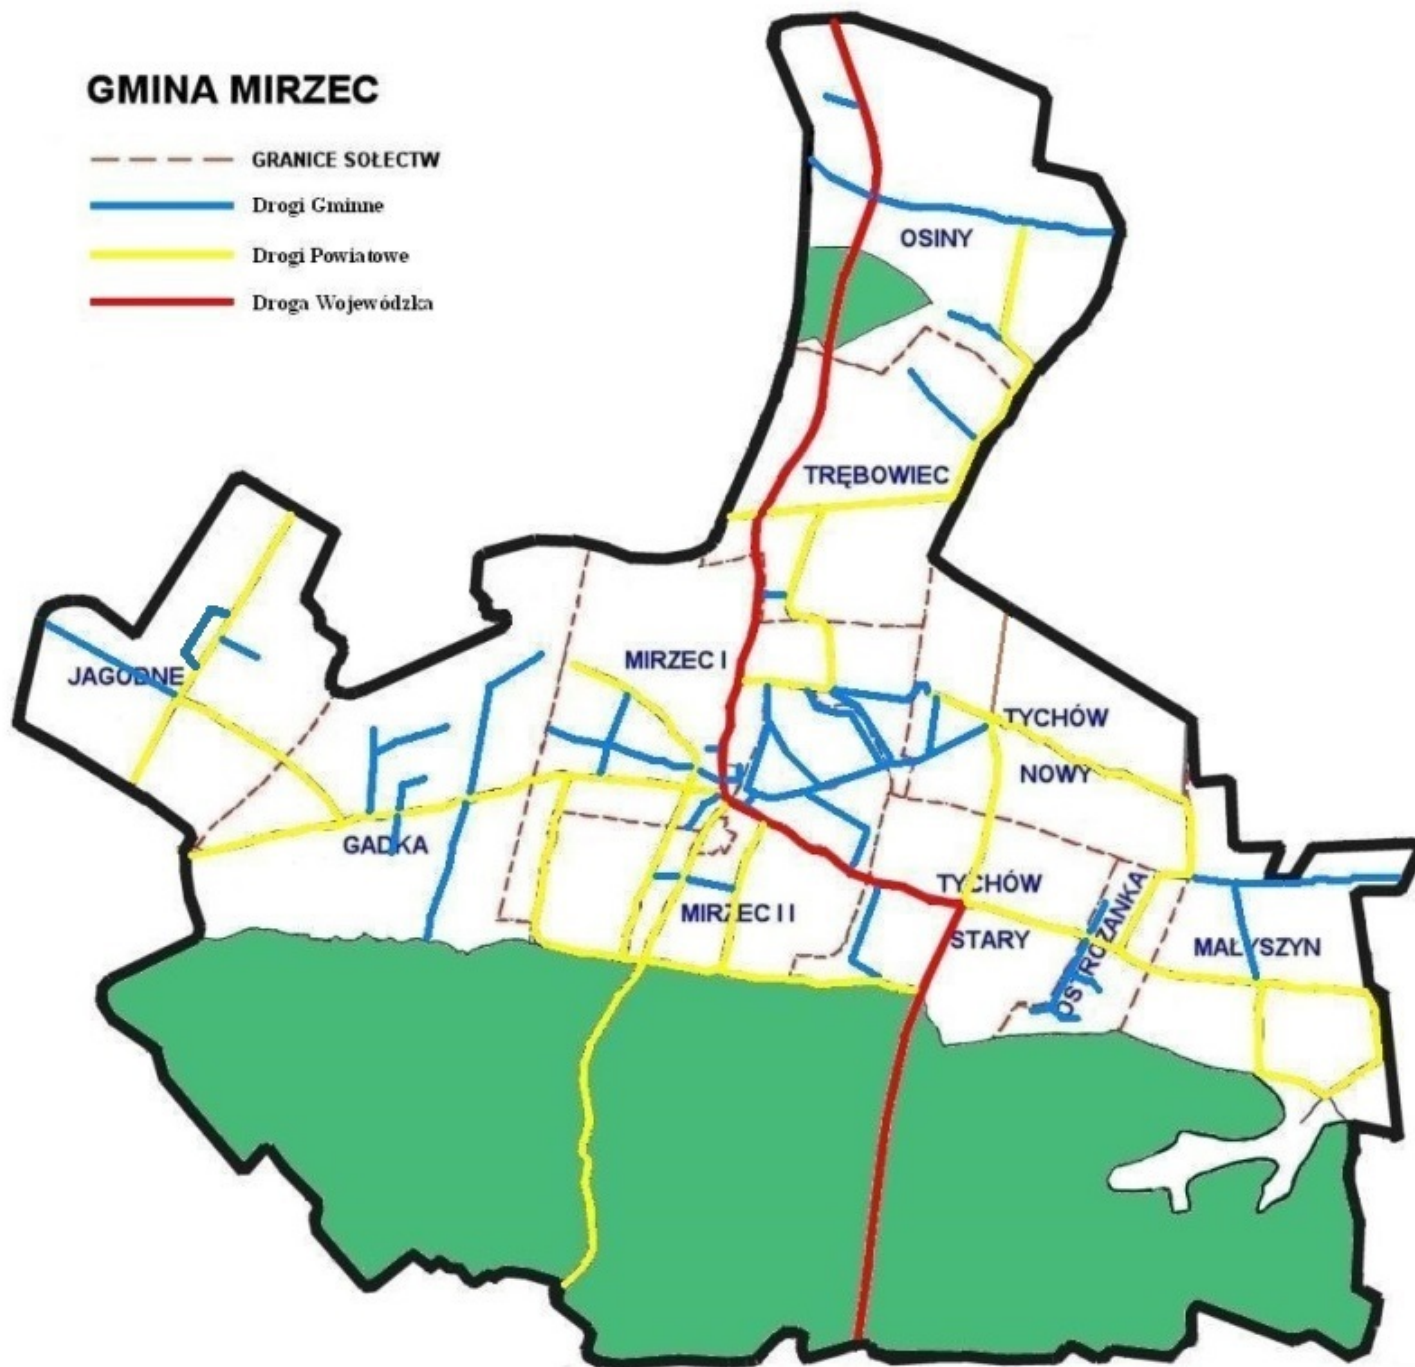 GMINA MIRZEC
GRANICE SOŁECTW
Drogi Gminne
Drogi Powiatowe
Droga Wojewódzka
OSINY
TRĘBOWIEC
MIRZEC I
JAGODNE
TYCHÓW
NOWY
GADKA
TYCHÓW
STARY
MIRZEC II
OSTROŻANKA
MAŁYSZYN